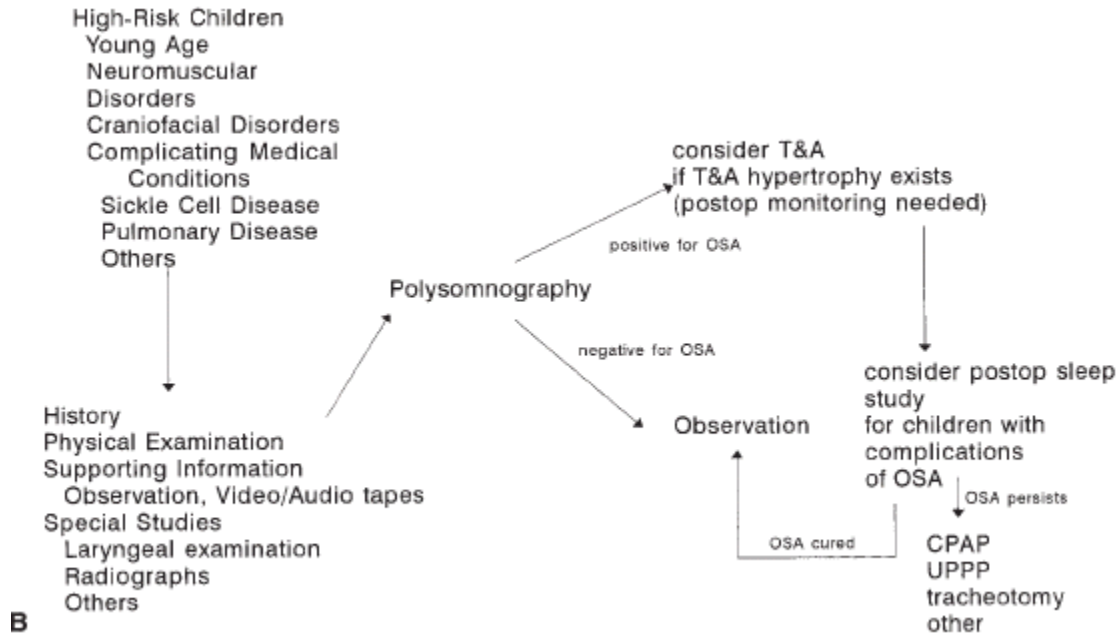 High-Risk Children
Young Age
Neuromuscular
Disorders
Craniofacial Disorders
Complicating Medical
Conditions
Sickle Cell Disease
Pulmonary Disease
Others
History
Physical Examination
Supporting Information
Observation, Video/Audio tapes
Special Studies
Laryngeal examination
Radiographs
Others
Polysomnography
positive for OSA
negative for OSA
consider T&A
if T&A hypertrophy exists
(postop monitoring needed)
Observation
consider postop sleep
study
for children with
complications
of OSA
OSA persists
OSA cured
CPAP
UPPP
tracheotomy
other
B